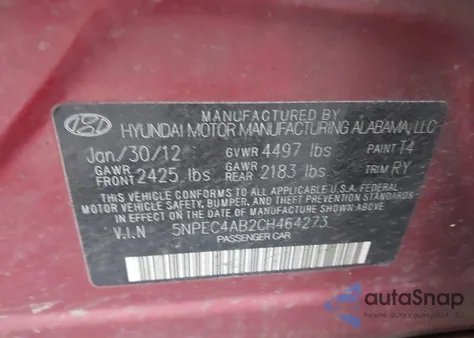 MANUFACTURED BY
HYUNDAI MOTOR MANUFACTURING ALABAMA, LLC
Jan/30/12 GVWR 4497 lbs PAINT T4
GAWR FRONT 2425 lbs GAWR REAR 2183 lbs TRIM RY
THIS VEHICLE CONFORMS TO ALL APPLICABLE U.S. FEDERAL
MOTOR VEHICLE SAFETY, BUMPER, AND THEFT PREVENTION STANDARDS
IN EFFECT ON THE DATE OF MANUFACTURE SHOWN ABOVE.
V.I.N 5NPEC4AB2CH464273
PASSENGER CAR
autoSnap